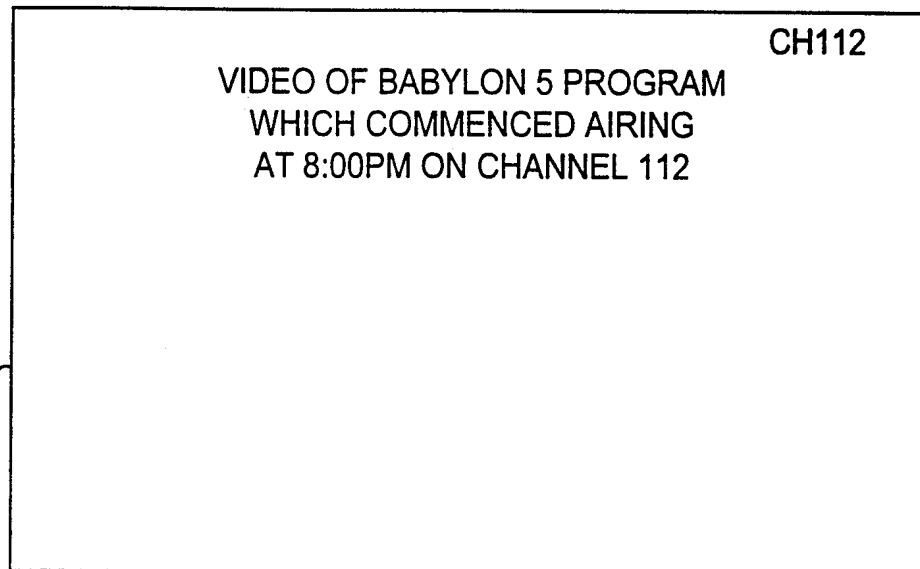 CH112
VIDEO OF BABYLON 5 PROGRAM
WHICH COMMENCED AIRING
AT 8:00PM ON CHANNEL 112